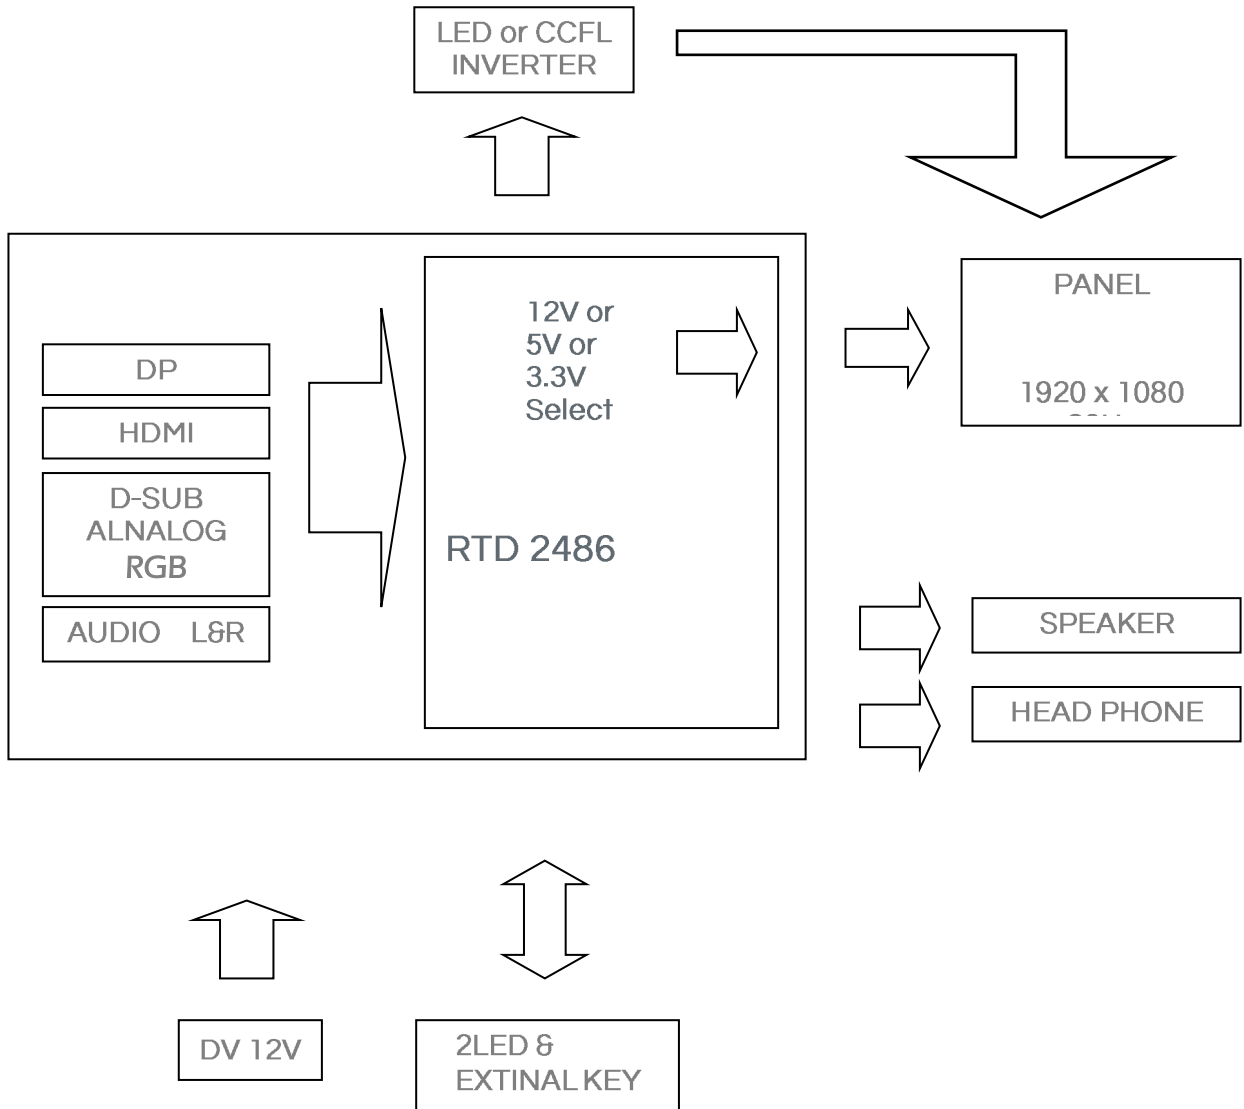 LED or CCFL
INVERTER
PANEL
1920 x 1080
12V or
5V or
3.3V
Select
DP
HDMI
D-SUB
ALNALOG
RGB
AUDIO L&R
RTD 2486
SPEAKER
HEAD PHONE
DV 12V
2LED &
EXTINAL KEY